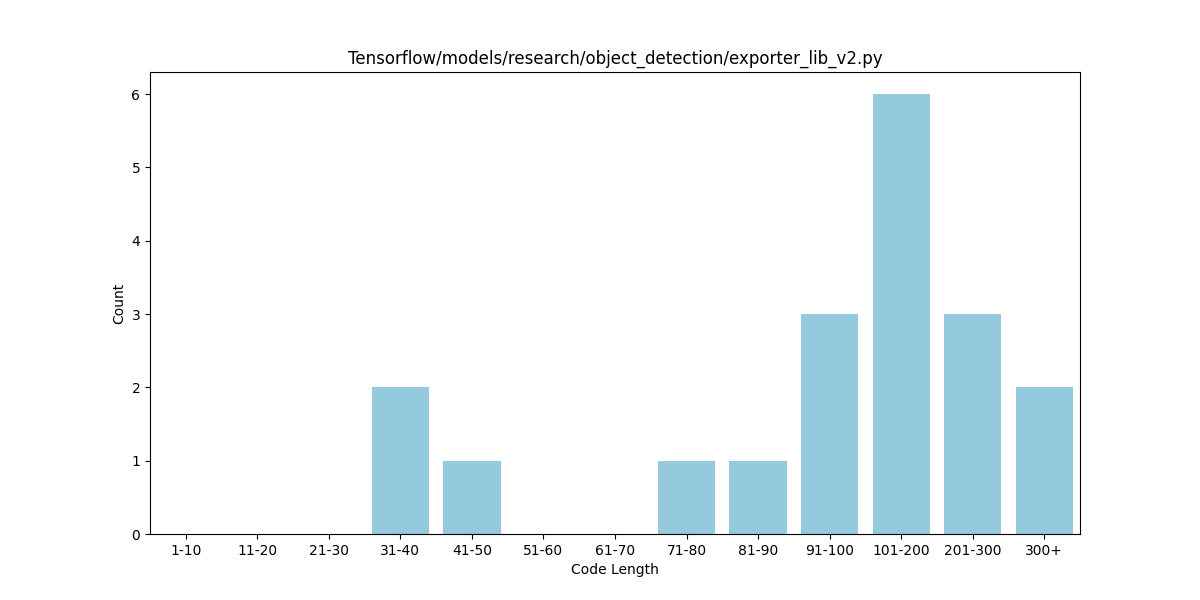 Tensorflow/models/research/object_detection/exporter_lib_v2.py
6
5
4
3
2
1
0
Count
1-10 11-20 21-30 31-40 41-50 51-60 61-70 71-80 81-90 91-100 101-200 201-300 300+
Code Length